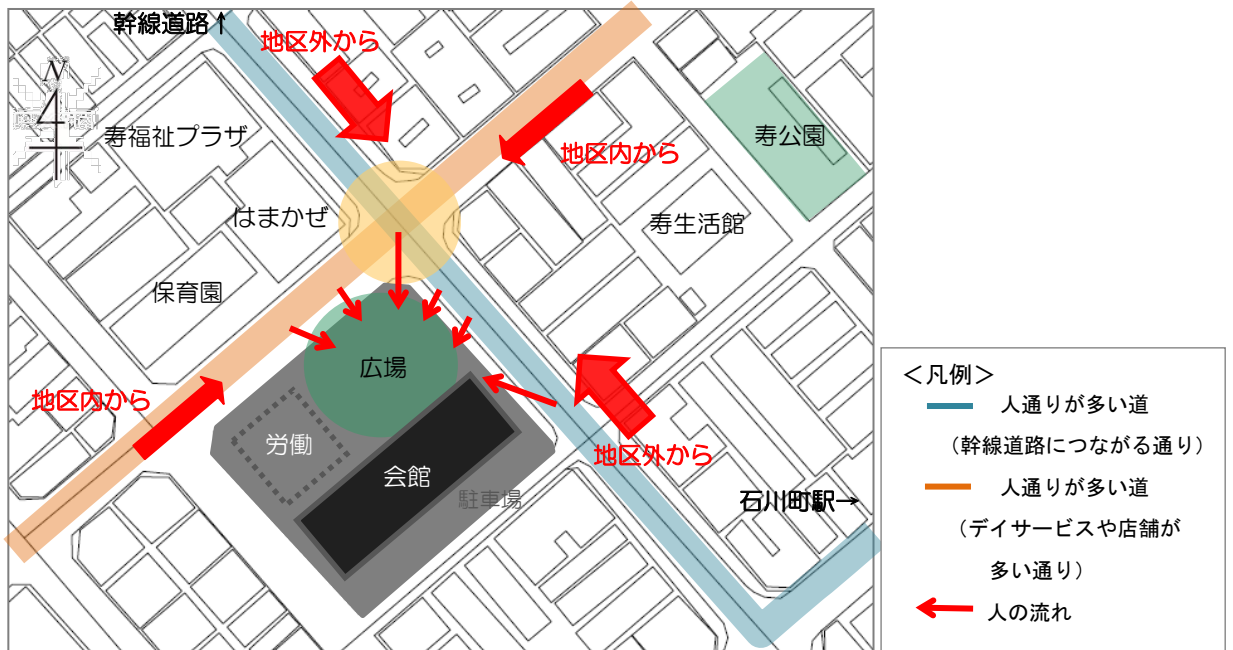 幹線道路↑
地区外から
N
寿福祉プラザ
地区内から
寿公園
はまかぜ
寿生活館
保育園
広場
地区内から
労働
会館
地区外から
駐車場
石川町駅→
<凡例>
人通りが多い道
(幹線道路につながる通り)
人通りが多い道
(デイサービスや店舗が
多い通り)
人の流れ